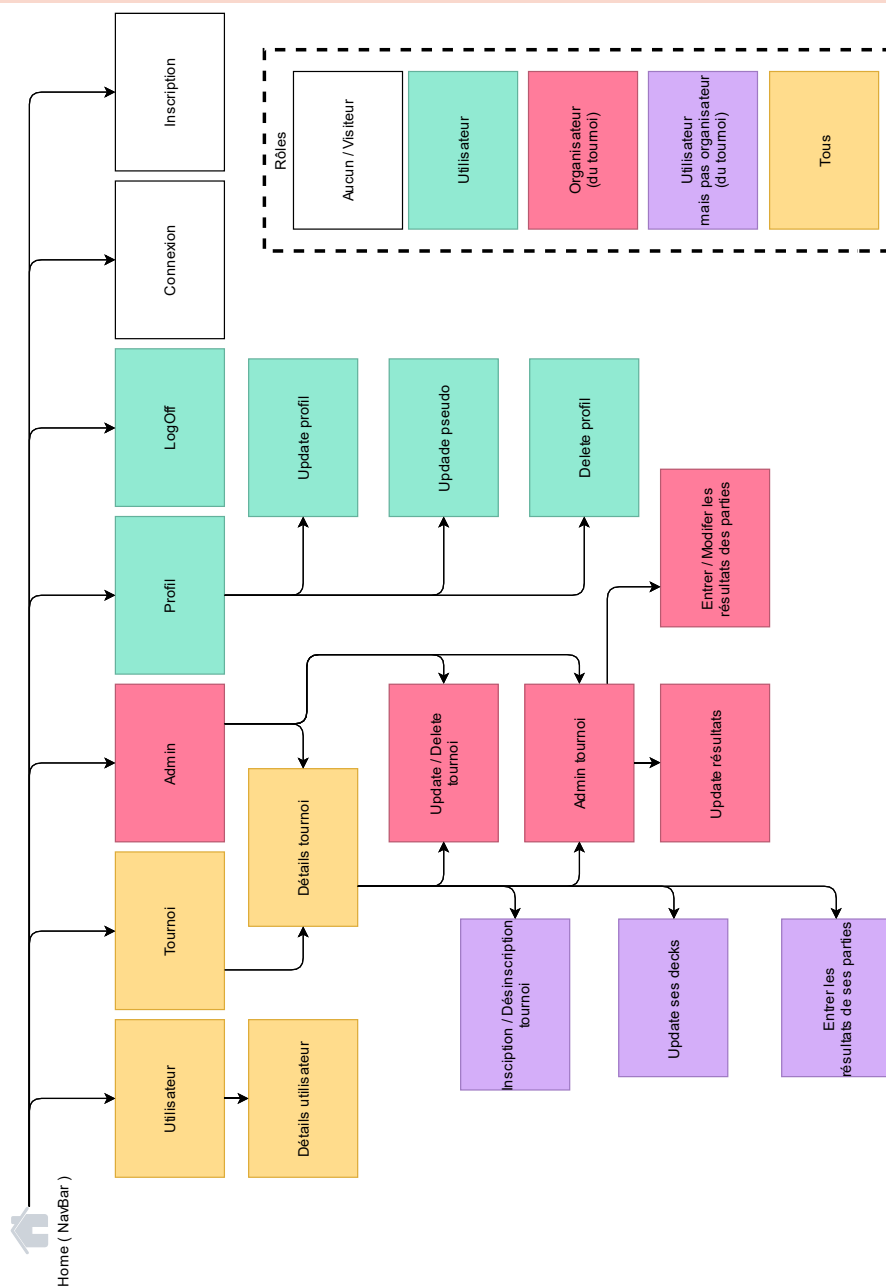 Home ( NavBar )
Utilisateur
Tournoi
Admin
Profil
LogOff
Connexion
Inscription
Détails utilisateur
Détails tournoi
Update profil
Updade pseudo
Delete profil
Update / Delete
tournoi
Admin tournoi
Update résultats
Entrer / Modifer les
résultats des parties
Insciption / Désinscription
tournoi
Update ses decks
Entrer les
résultats de ses parties
Rôles
Aucun / Visiteur
Utilisateur
Organisateur
(du tournoi)
Utilisateur
mais pas organisateur
(du tournoi)
Tous